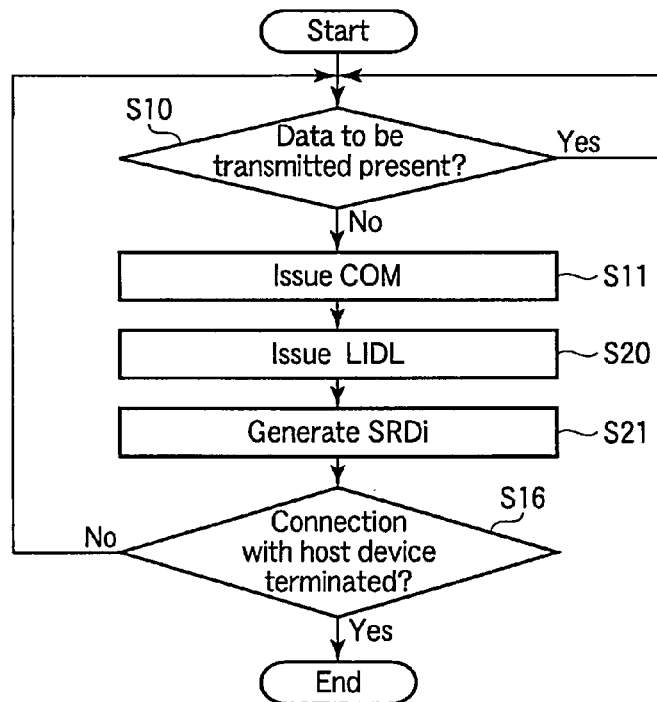 Start
S10
Data to be
transmitted present?
Yes
No
Issue COM
S11
Issue LIDL
S20
Generate SRDi
S21
S16
Connection
with host device
terminated?
No
Yes
End